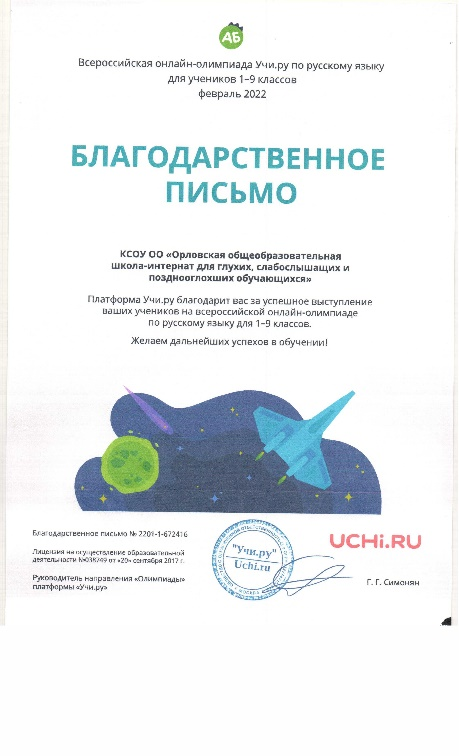 АБ
Всероссийская онлайн-олимпиада Учи.ру по русскому языку
для учеников 1–9 классов
февраль 2022
БЛАГОДАРСТВЕННОЕ
ПИСЬМО
КСОУ ОО «Орловская общеобразовательная
школа-интернат для глухих, слабослышащих и
позднооглохших обучающихся»
Платформа Учи.ру благодарит вас за успешное выступление
ваших учеников на всероссийской онлайн-олимпиаде
по русскому языку для 1–9 классов.
Желаем дальнейших успехов в обучении!
Благодарственное письмо № 2201-1-672416
Лицензия на осуществление образовательной
деятельности №038749 от «20» сентября 2017 г.
Руководитель направления «Олимпиады»
платформы «Учи.ру»
"Учи.ру"
Uchi.ru
UCHi.RU
Г. Г. Симонян